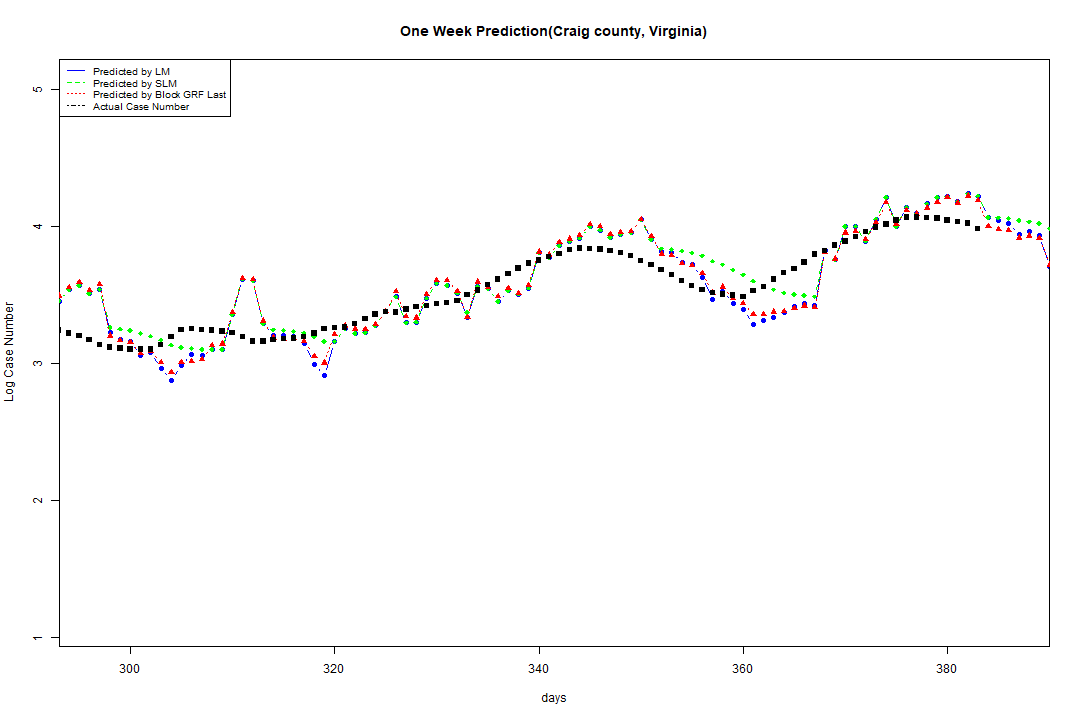 One Week Prediction(Craig county, Virginia)
Predicted by LM
Predicted by SLM
Predicted by Block GRF Last
Actual Case Number
5
4
3
2
1
Log Case Number
300 320 340 360 380
days